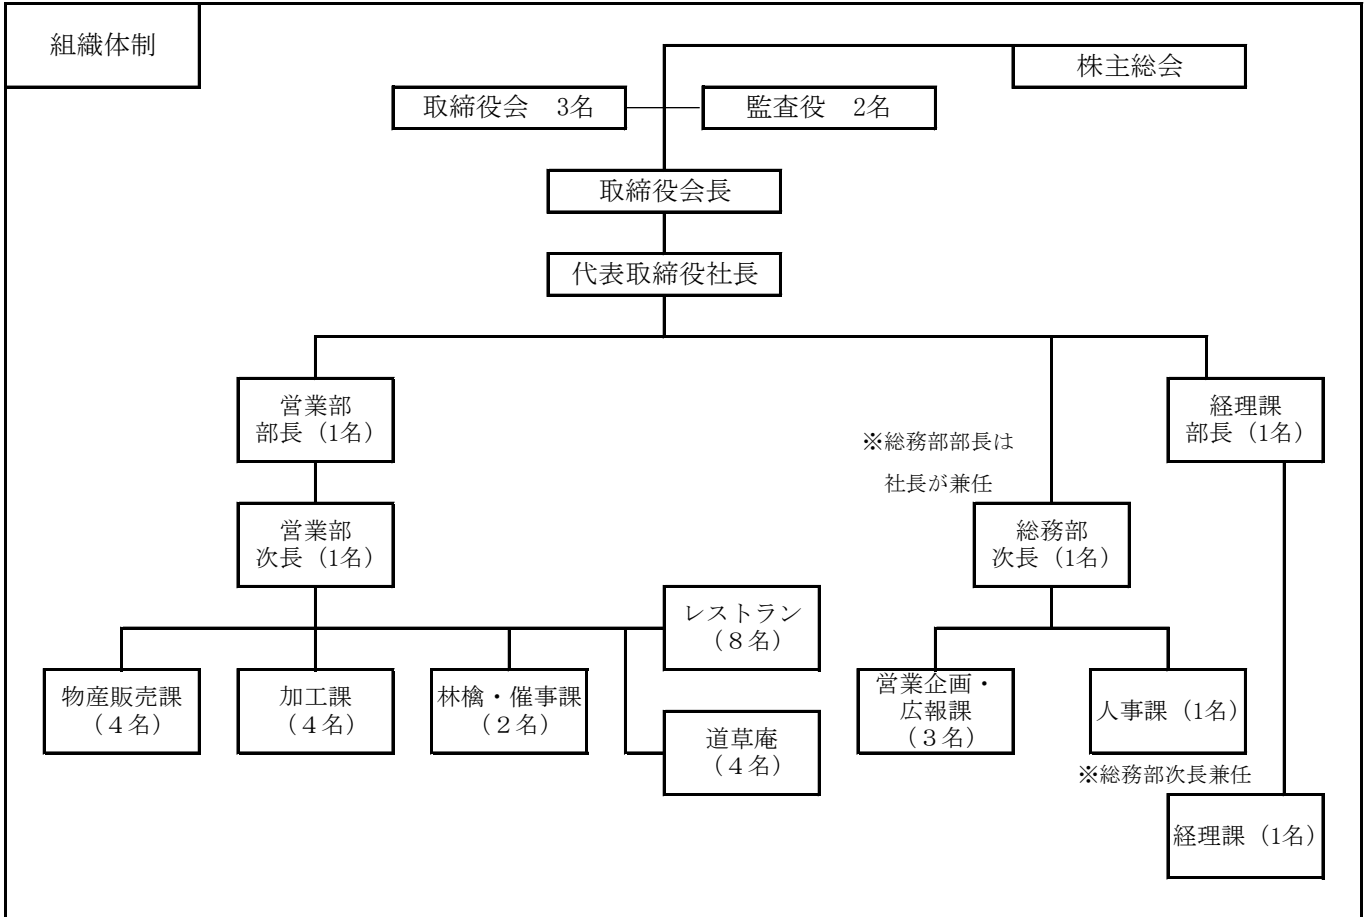 組織体制
株主総会
取締役会　3名
監査役　2名
取締役会長
代表取締役社長
営業部
部長（1名）
経理課
部長（1名）
※総務部部長は
社長が兼任
営業部
次長（1名）
総務部
次長（1名）
レストラン
（８名）
物産販売課
（４名）
加工課
（４名）
林檎・催事課
（２名）
道草庵
（４名）
営業企画・
広報課
（３名）
人事課（1名）
※総務部次長兼任
経理課（1名）